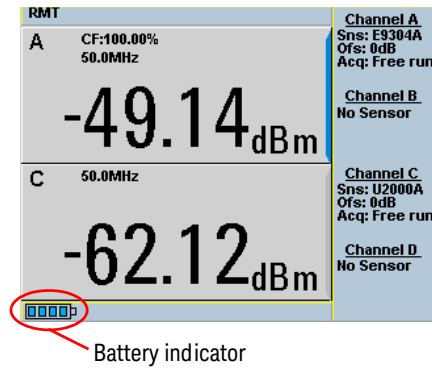 RMT
A
CF:100.00%
50.0MHz
-49.14dBm
C
50.0MHz
-62.12dBm
Channel A
Sns: E9304A
Ofs: 0dB
Acq: Free run
Channel B
No Sensor
Channel C
Sns: U2000A
Ofs: 0dB
Acq: Free run
Channel D
No Sensor
Battery indicator